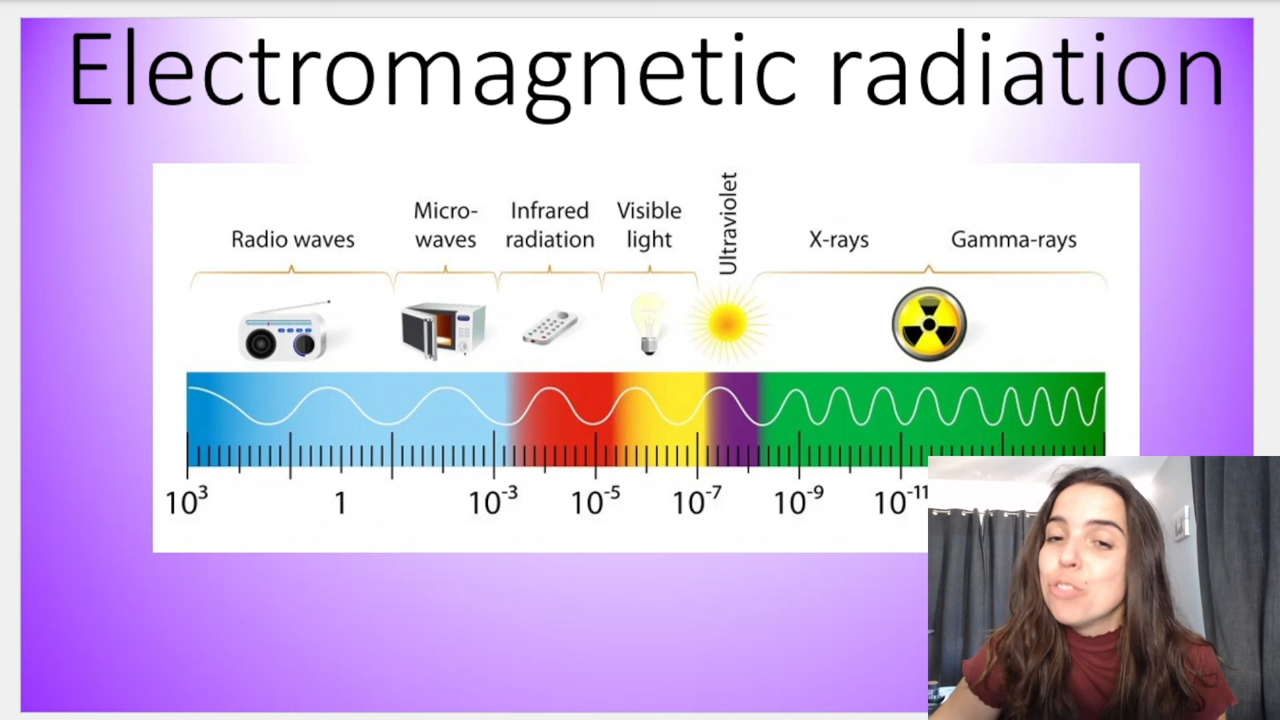 Electromagnetic radiation
Ultraviolet
Micro-
waves
Infrared
radiation
Visible
light
Radio waves
X-rays
Gamma-rays
10³ 1 10⁻³ 10⁻⁵ 10⁻⁷ 10⁻⁹ 10⁻¹¹